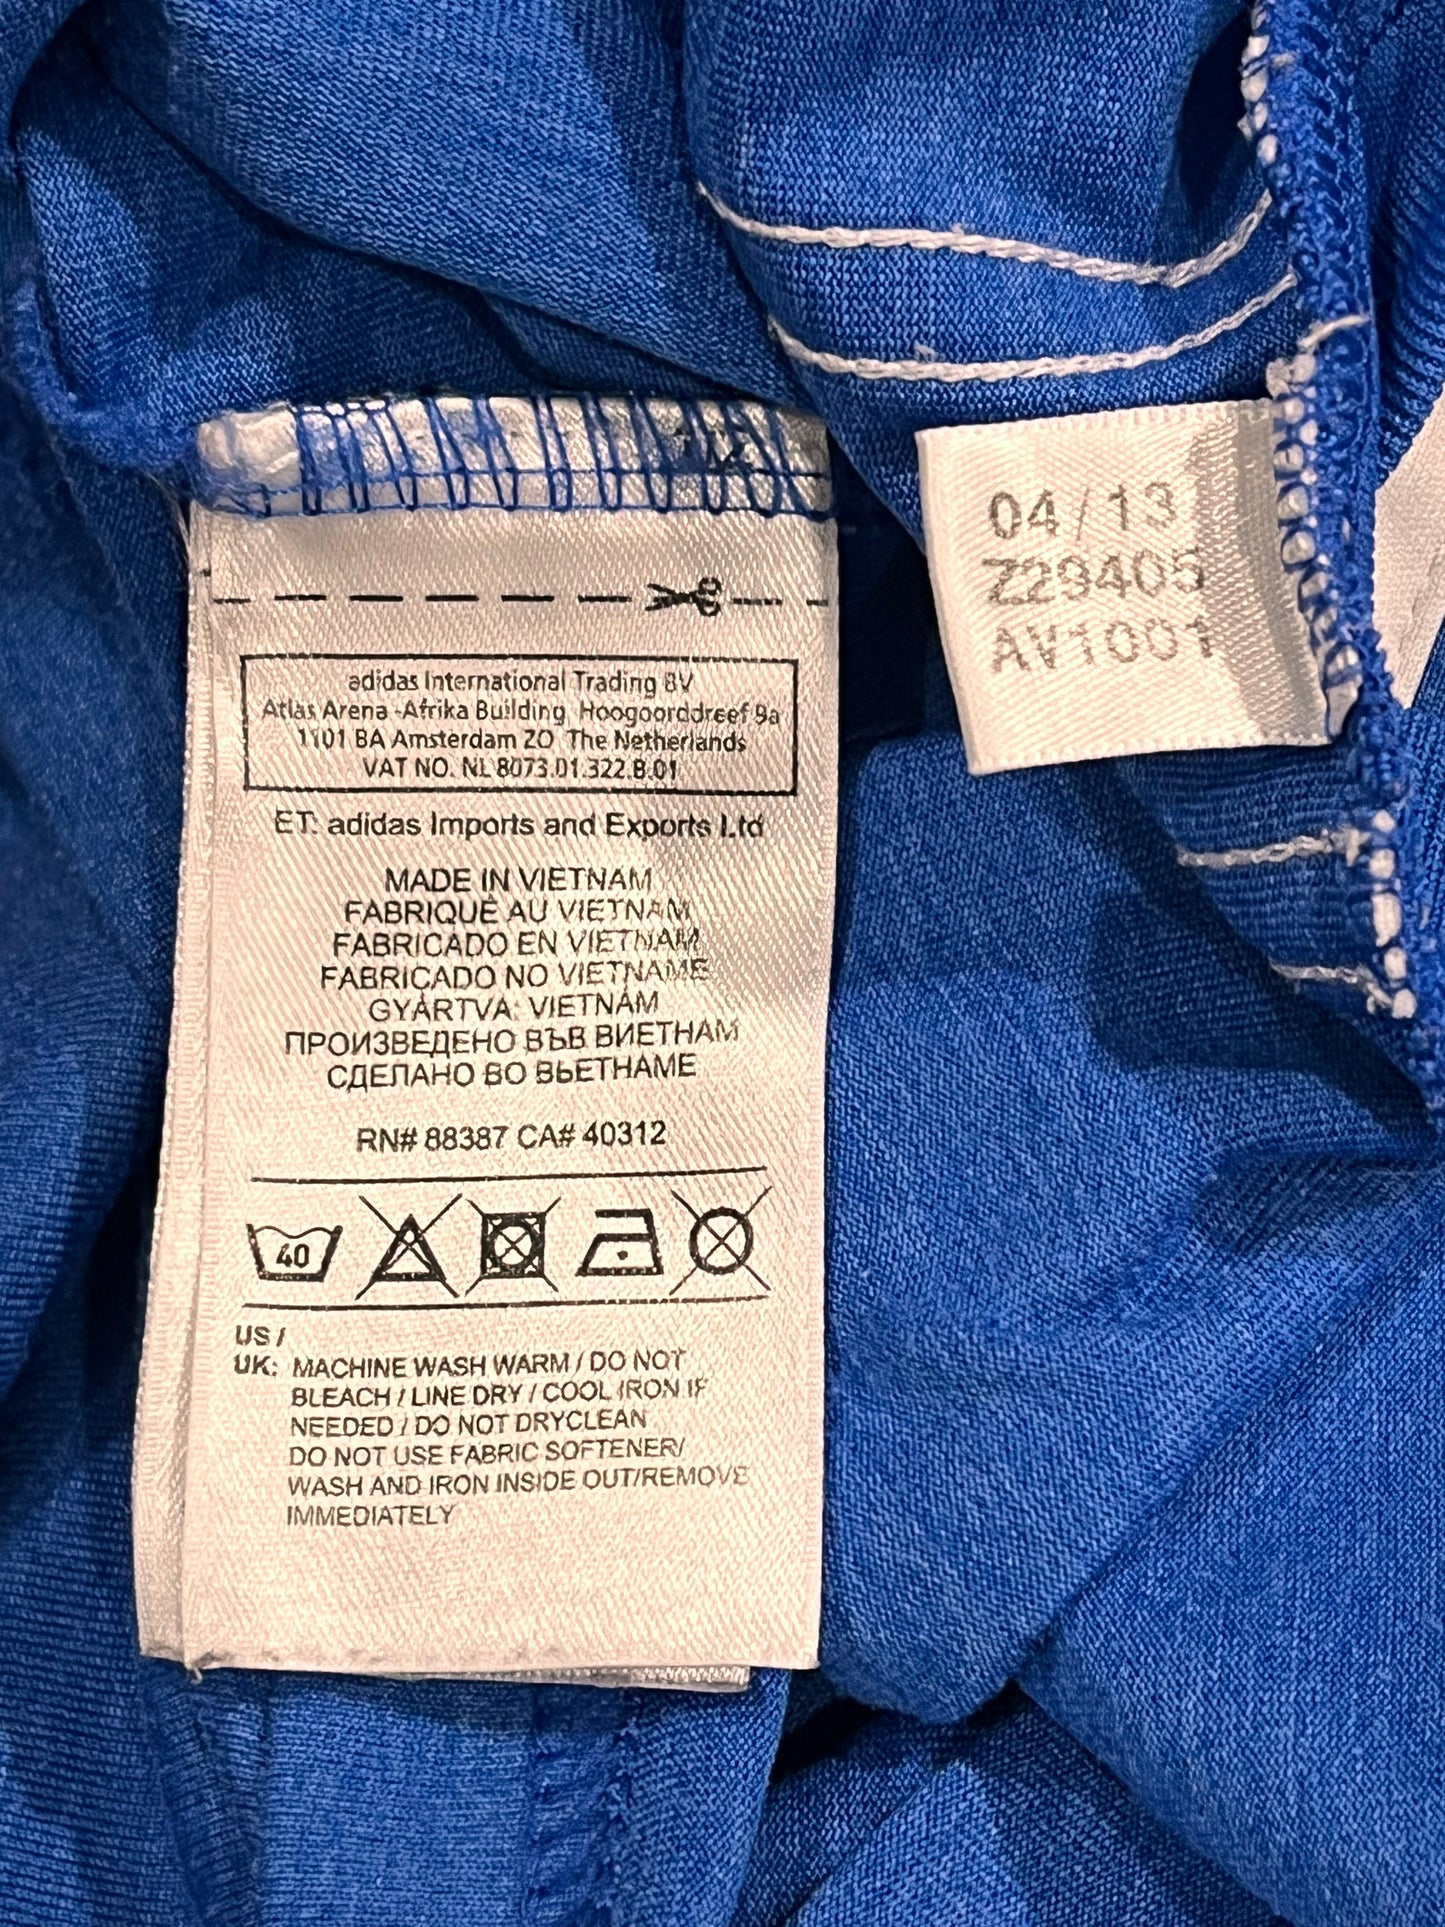 adidas International Trading BV
Atlas Arena -Afrika Building, Hoogoorddreef 9a
1101 BA Amsterdam ZO The Netherlands
VAT NO. NL 8073.01.322.B.01
ET: adidas Imports and Exports Ltd
MADE IN VIETNAM
FABRIQUÉ AU VIETNAM
FABRICADO EN VIETNAM
FABRICADO NO VIETNAME
GYÁRTVA: VIETNÁM
ПРОИЗВЕДЕНО ВЪВ ВИЕТНАМ
СДЕЛАНО ВО ВЬЕТНАМЕ
RN# 88387 CA# 40312
40
US /
UK: MACHINE WASH WARM / DO NOT
BLEACH / LINE DRY / COOL IRON IF
NEEDED / DO NOT DRYCLEAN
DO NOT USE FABRIC SOFTENER/
WASH AND IRON INSIDE OUT/REMOVE
IMMEDIATELY
04/13
Z29405
AV1001